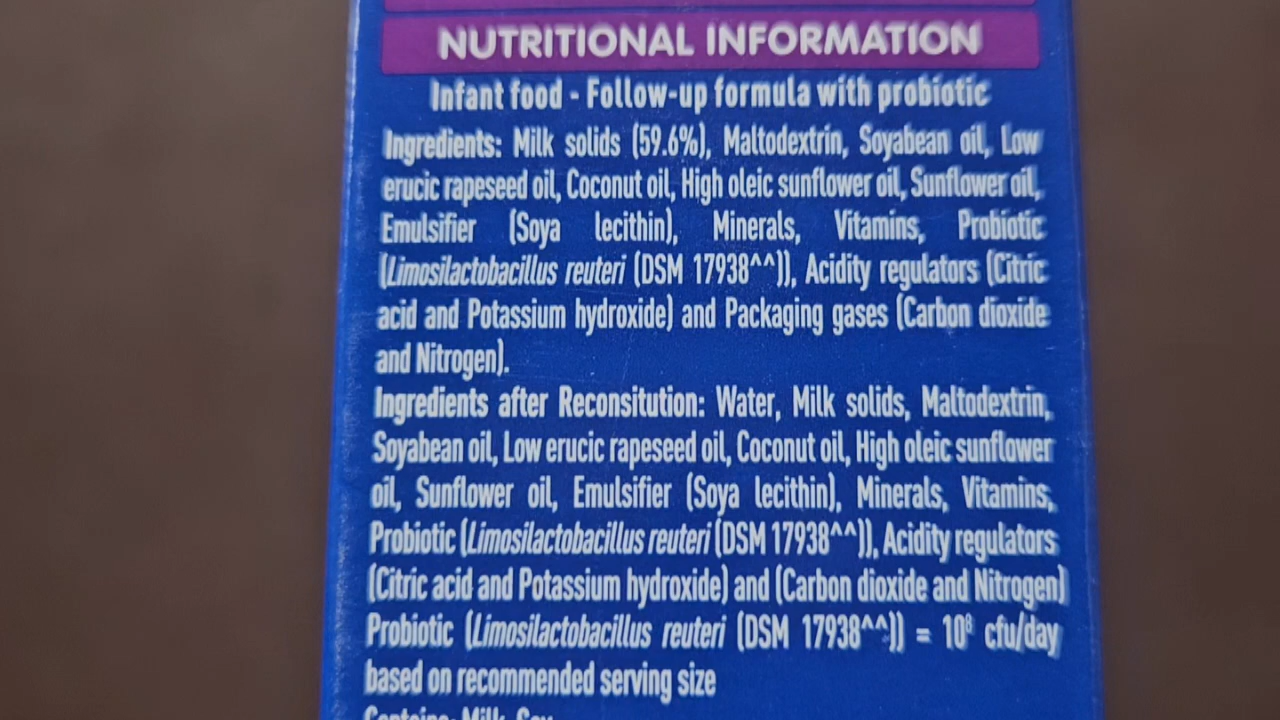 NUTRITIONAL INFORMATION
Infant food - Follow-up formula with probiotic
Ingredients: Milk solids (59.6%), Maltodextrin, Soyabean oil, Low
erucic rapeseed oil, Coconut oil, High oleic sunflower oil, Sunflower oil,
Emulsifier (Soya lecithin), Minerals, Vitamins, Probiotic
(Limosilactobacillus reuteri (DSM 17938^^)), Acidity regulators (Citric
acid and Potassium hydroxide) and Packaging gases (Carbon dioxide
and Nitrogen).
Ingredients after Reconsitution: Water, Milk solids, Maltodextrin,
Soyabean oil, Low erucic rapeseed oil, Coconut oil, High oleic sunflower
oil, Sunflower oil, Emulsifier (Soya lecithin), Minerals, Vitamins,
Probiotic (Limosilactobacillus reuteri (DSM 17938^^)), Acidity regulators
(Citric acid and Potassium hydroxide) and (Carbon dioxide and Nitrogen)
Probiotic (Limosilactobacillus reuteri (DSM 17938^^)) = 10⁸ cfu/day
based on recommended serving size
Contains: Milk, Soy